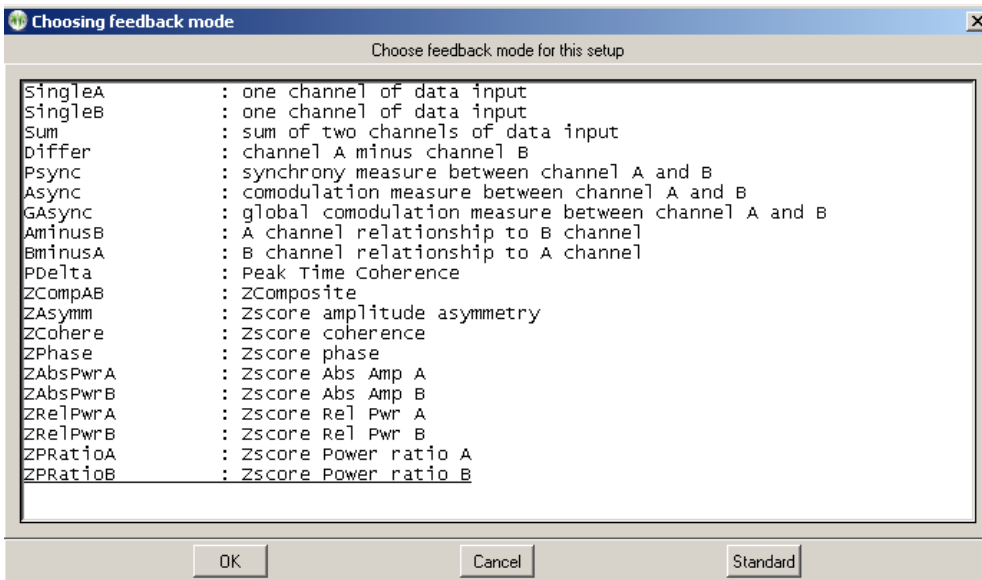 Choosing feedback mode
Choose feedback mode for this setup
SingleA : one channel of data input
SingleB : one channel of data input
Sum : sum of two channels of data input
Differ : channel A minus channel B
Psync : synchrony measure between channel A and B
Async : comodulation measure between channel A and B
GAsync : global comodulation measure between channel A and B
AminusB : A channel relationship to B channel
BminusA : B channel relationship to A channel
PDelta : Peak Time Coherence
ZCompAB : ZComposite
ZAsymm : Zscore amplitude asymmetry
ZCohere : Zscore coherence
ZPhase : Zscore phase
ZAbsPwrA : Zscore Abs Amp A
ZAbsPwrB : Zscore Abs Amp B
ZRelPwrA : Zscore Rel Pwr A
ZRelPwrB : Zscore Rel Pwr B
ZPRatioA : Zscore Power ratio A
ZPRatioB : Zscore Power ratio B
OK Cancel Standard